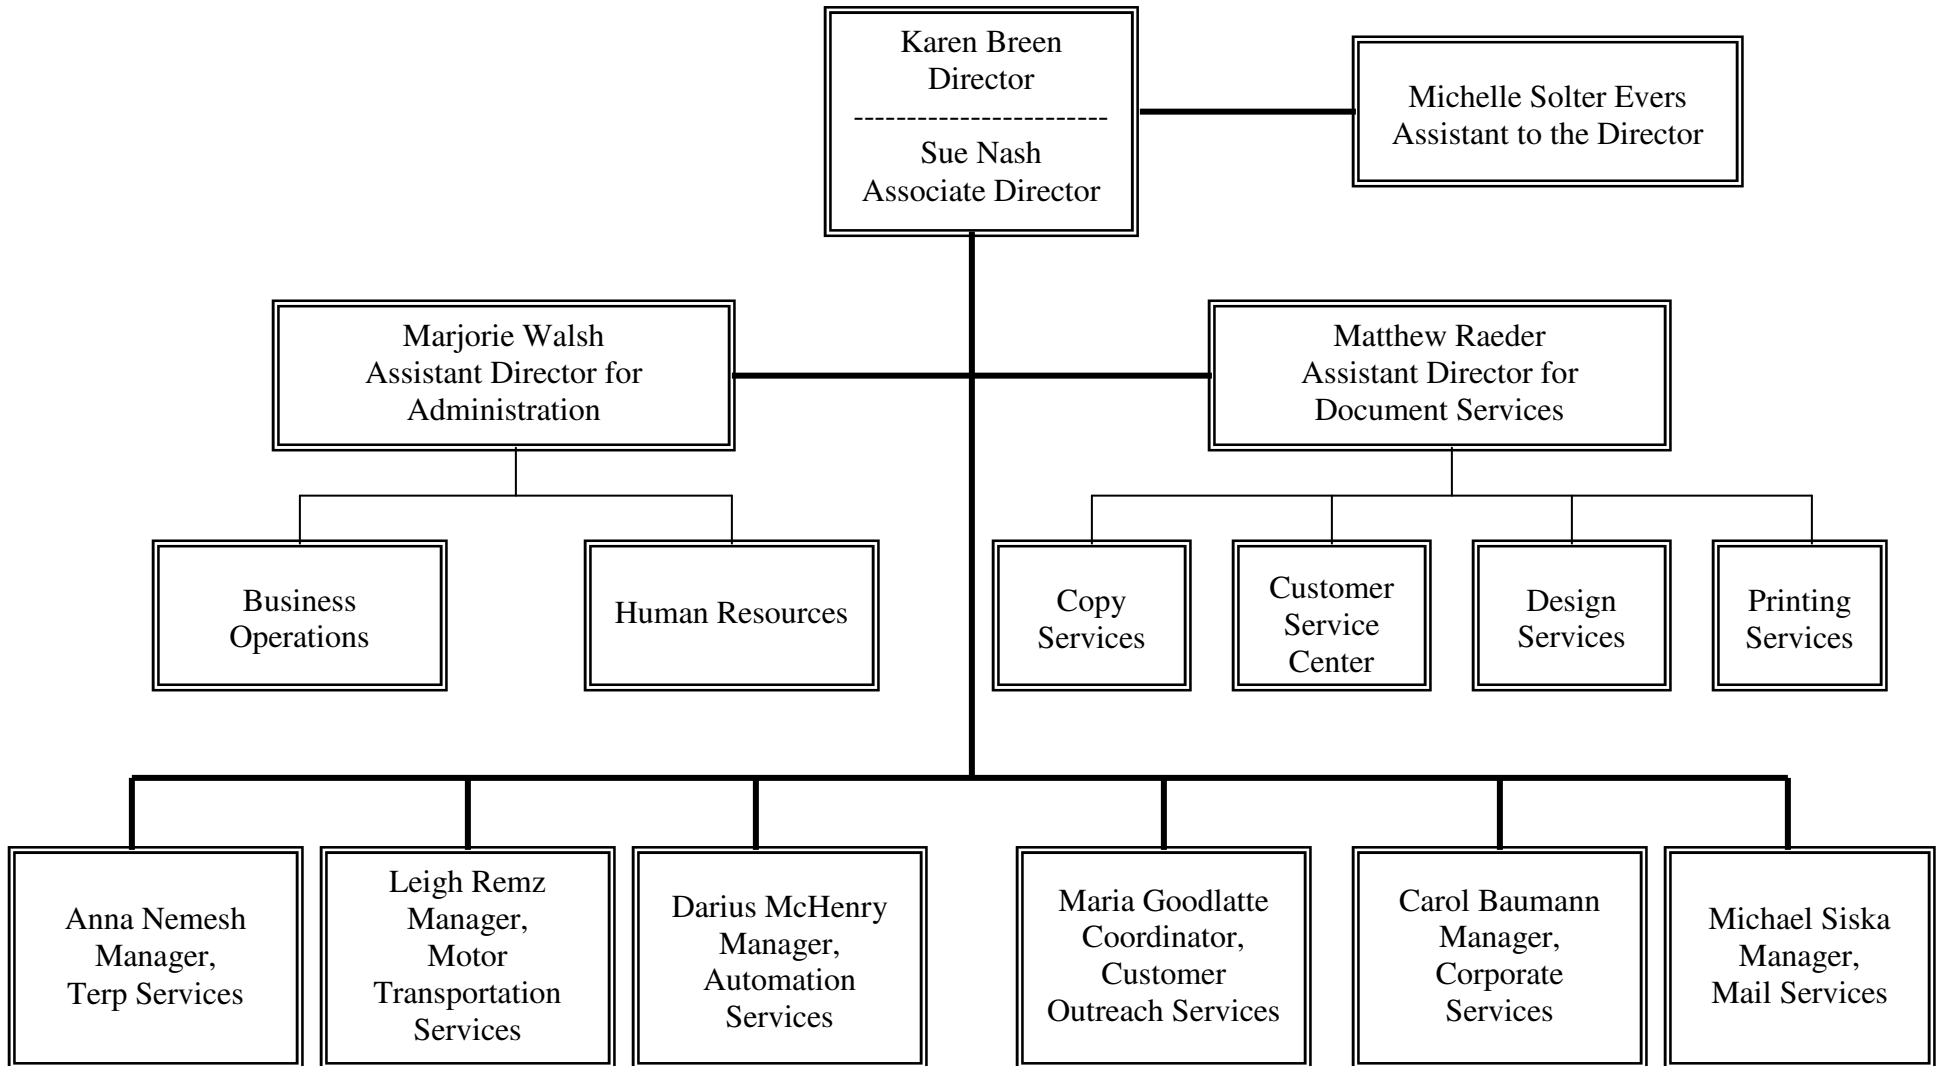 Karen Breen
Director
------------------------
Sue Nash
Associate Director
Michelle Solter Evers
Assistant to the Director
Marjorie Walsh
Assistant Director for
Administration
Matthew Raeder
Assistant Director for
Document Services
Business
Operations
Human Resources
Copy
Services
Customer
Service
Center
Design
Services
Printing
Services
Anna Nemesh
Manager,
Terp Services
Leigh Remz
Manager,
Motor
Transportation
Services
Darius McHenry
Manager,
Automation
Services
Maria Goodlatte
Coordinator,
Customer
Outreach Services
Carol Baumann
Manager,
Corporate
Services
Michael Siska
Manager,
Mail Services